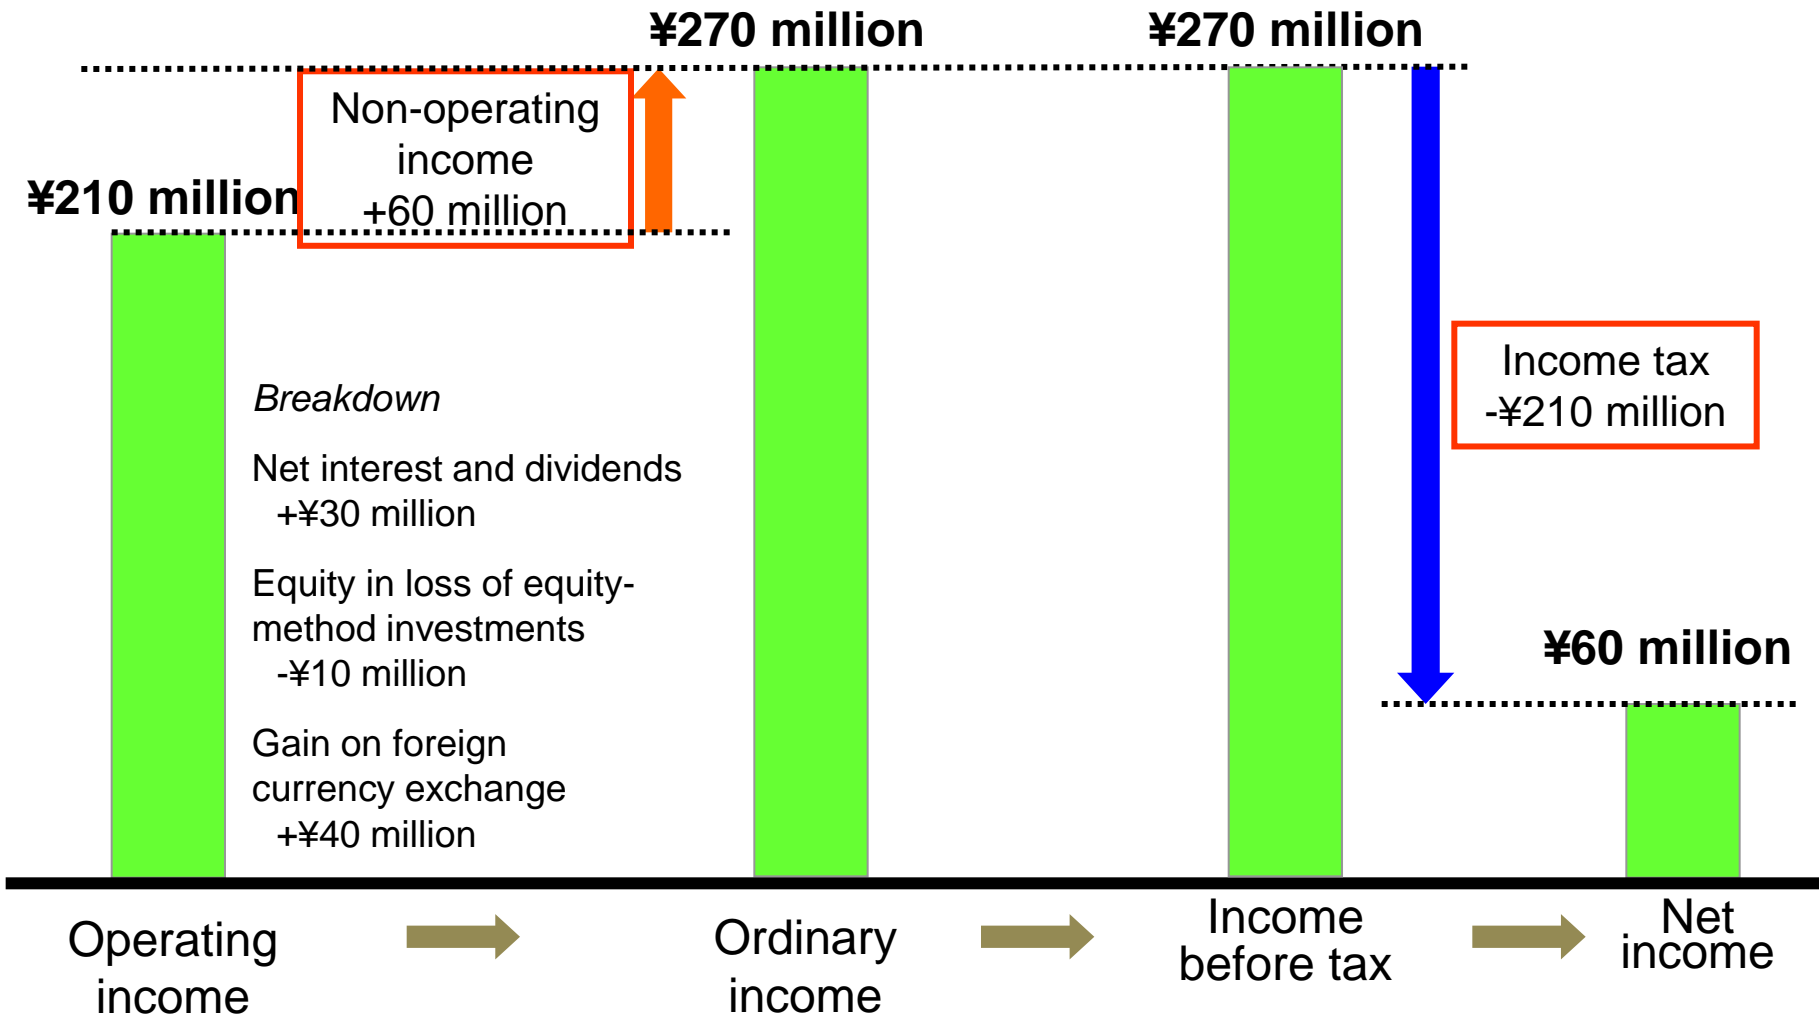 ¥270 million
¥270 million
Non-operating
income
+60 million
¥210 million
Income tax
-¥210 million
Breakdown
Net interest and dividends
+¥30 million
Equity in loss of equity-
method investments
-¥10 million
¥60 million
Gain on foreign
currency exchange
+¥40 million
Operating
income
Ordinary
income
Income
before tax
Net
income